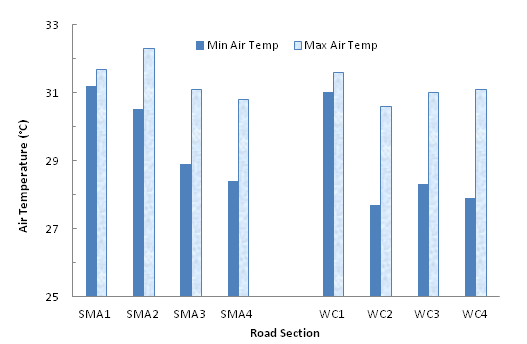 33
Min Air Temp Max Air Temp
31
29
27
25
Air Temperature (°C)
SMA1 SMA2 SMA3 SMA4 WC1 WC2 WC3 WC4
Road Section